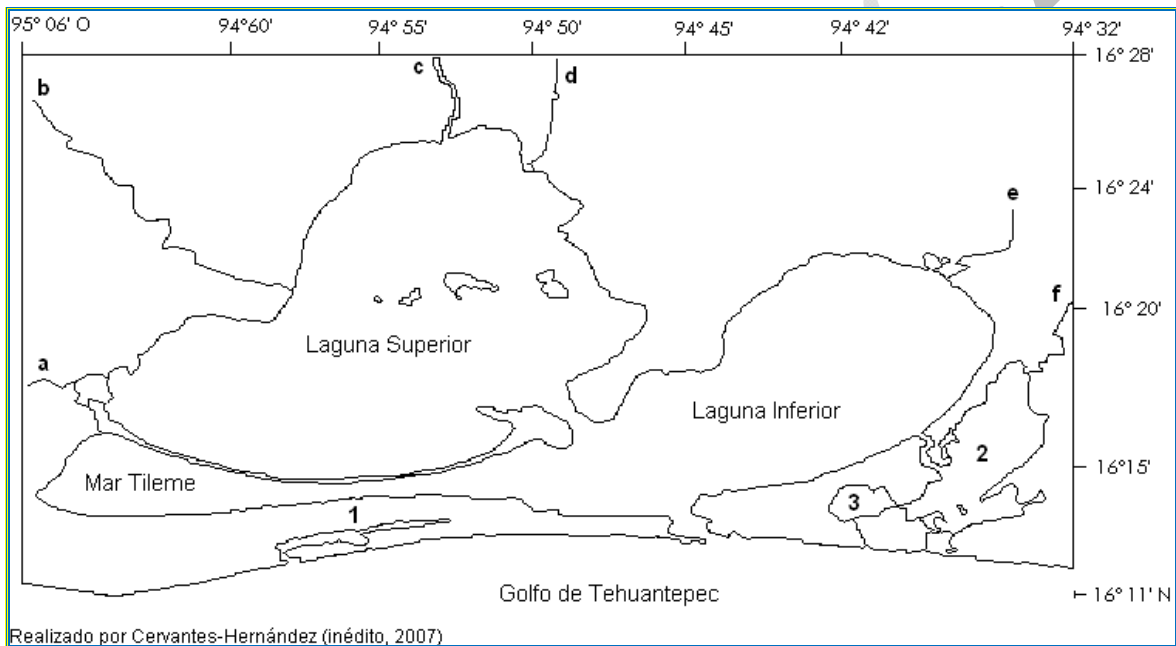 95° 06' O 94° 60' 94° 55' 94° 50' 94° 45' 94° 42' 94° 32'
16° 28'
c
d
b
16° 24'
e
f
16° 20'
Laguna Superior
a
Laguna Inferior
2
16° 15'
Mar Tileme
3
1
Golfo de Tehuantepec
16° 11' N
Realizado por Cervantes-Hernández (inédito, 2007)